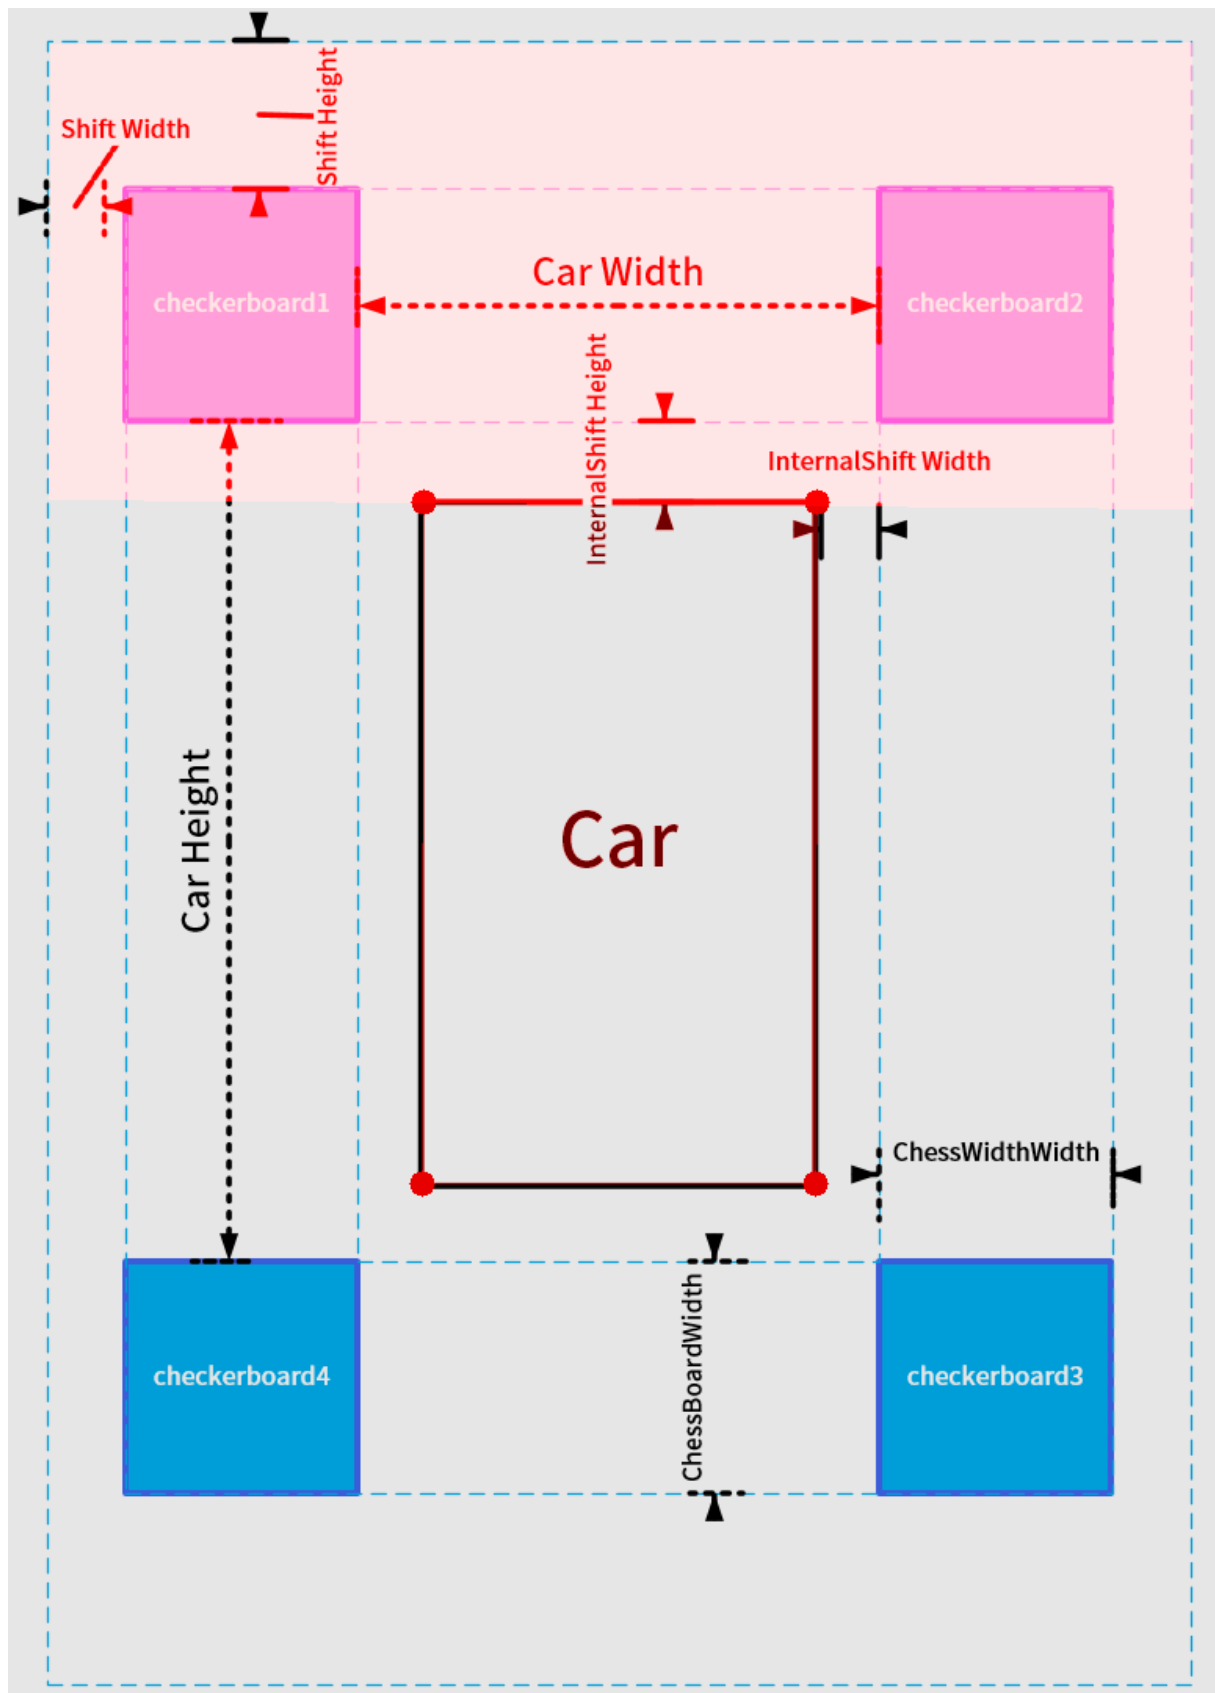 Shift Height
Shift Width
checkerboard1
Car Width
checkerboard2
InternalShift Height
InternalShift Width
Car Height
Car
ChessWidthWidth
ChessBoardWidth
checkerboard4
checkerboard3